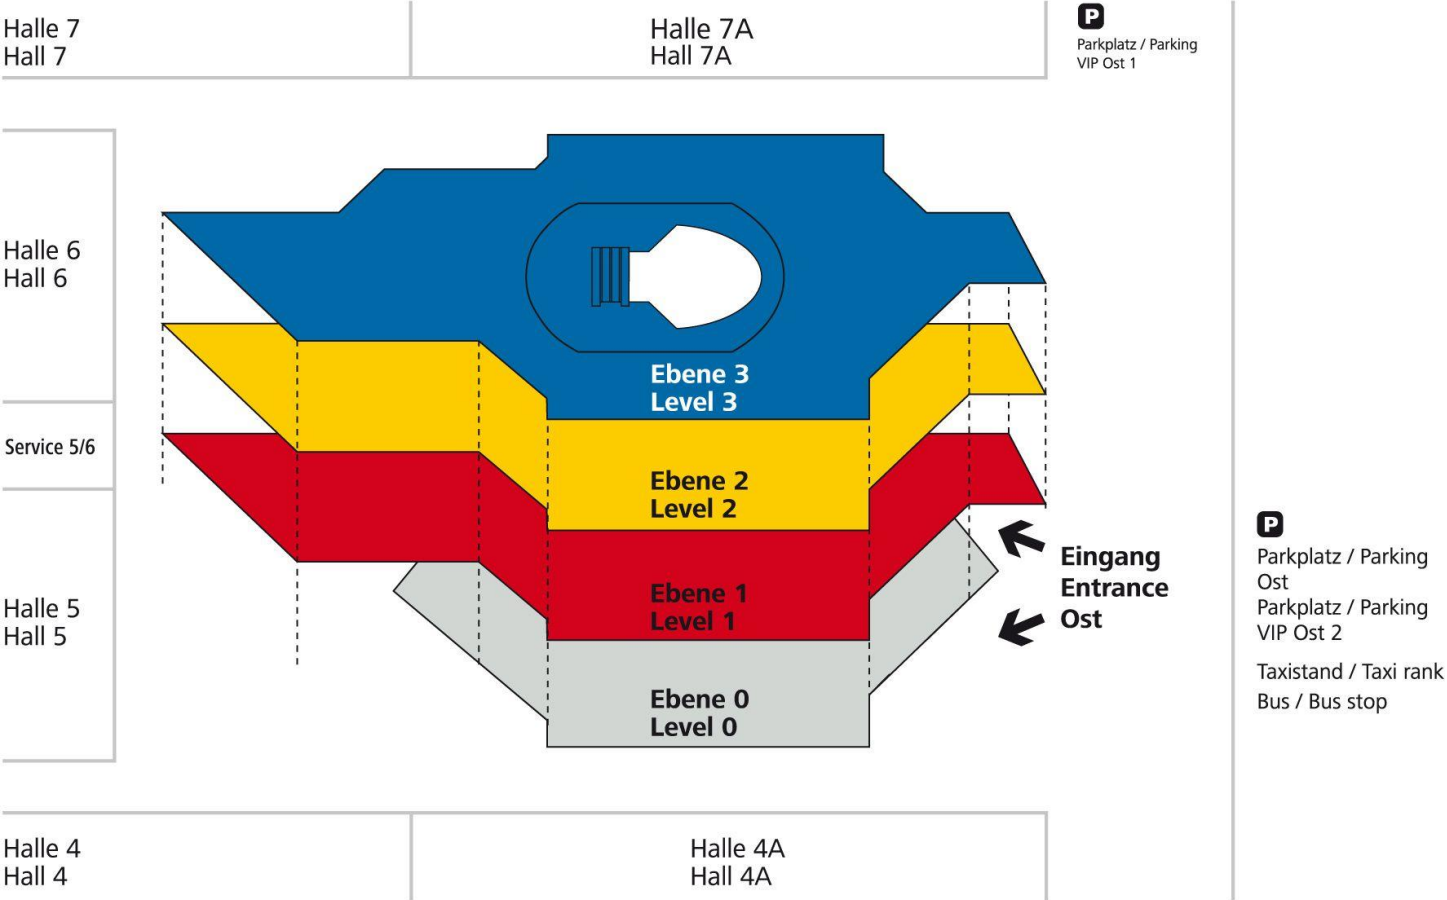 Halle 7
Hall 7
Halle 7A
Hall 7A
P
Parkplatz / Parking
VIP Ost 1
Halle 6
Hall 6
Ebene 3
Level 3
Service 5/6
Ebene 2
Level 2
P
Parkplatz / Parking
Ost
Parkplatz / Parking
VIP Ost 2
Taxistand / Taxi rank
Bus / Bus stop
Eingang
Entrance
Ost
Halle 5
Hall 5
Ebene 1
Level 1
Ebene 0
Level 0
Halle 4
Hall 4
Halle 4A
Hall 4A